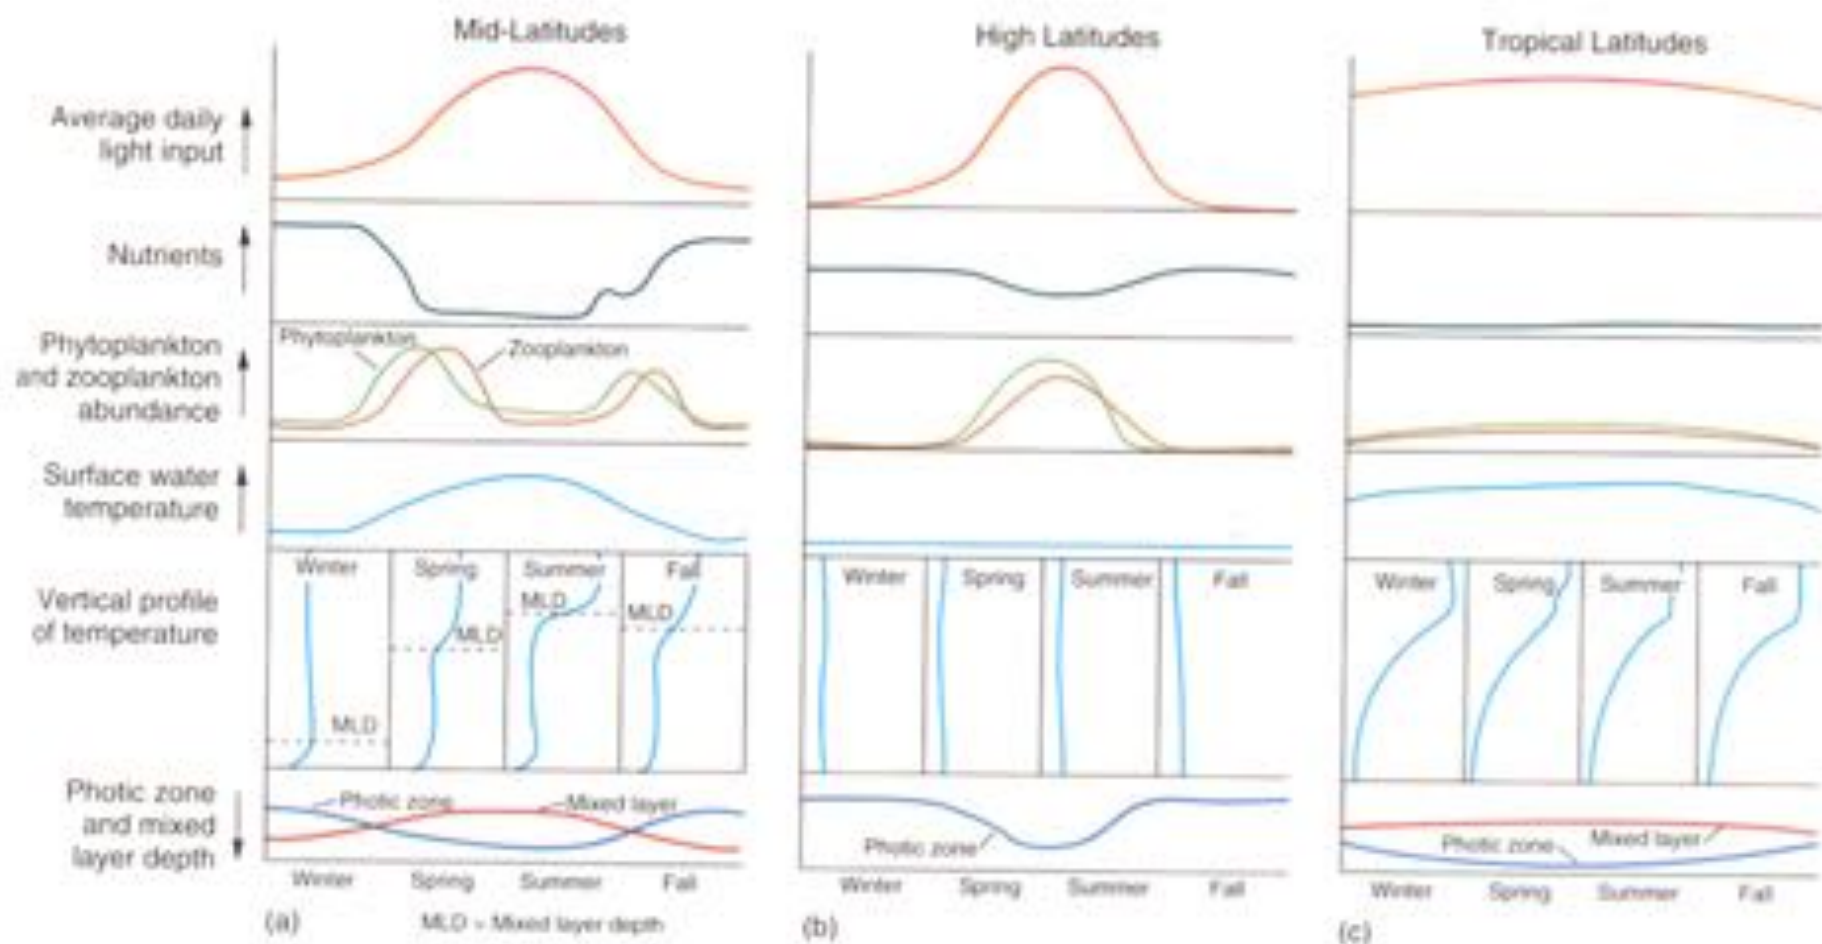 Mid-Latitudes
High Latitudes
Tropical Latitudes
Average daily
light input
Nutrients
Phytoplankton
and zooplankton
abundance
Phytoplankton
Zooplankton
Surface water
temperature
Vertical profile
of temperature
Winter
Spring
Summer
Fall
MLD
MLD
MLD
MLD
Winter
Spring
Summer
Fall
Winter
Spring
Summer
Fall
Photic zone
and mixed
layer depth
Photic zone
Mixed layer
Photic zone
Photic zone
Mixed layer
Winter
Spring
Summer
Fall
Winter
Spring
Summer
Fall
Winter
Spring
Summer
Fall
(a)
MLD = Mixed layer depth
(b)
(c)